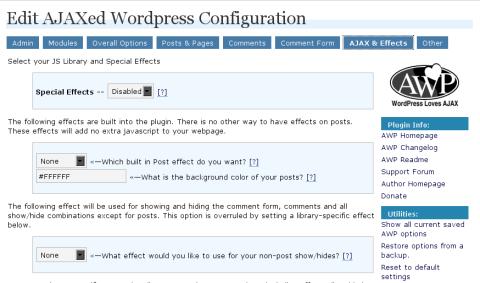 Edit AJAXed Wordpress Configuration
Admin Modules Overall Options Posts & Pages Comments Comment Form AJAX & Effects Other
Select your JS Library and Special Effects
Special Effects -- Disabled [?]
The following effects are built into the plugin. There is no other way to have effects on posts.
These effects will add no extra javascript to your webpage.
None «—Which built in Post effect do you want? [?]
#FFFFFF «—What is the background color of your posts? [?]
The following effect will be used for showing and hiding the comment form, comments and all
show/hide combinations except for posts. This option is overruled by setting a library-specific effect
below.
None «—What effect would you like to use for your non-post show/hides? [?]
AWP
WordPress Loves AJAX
Plugin Info:
AWP Homepage
AWP Changelog
AWP Readme
Support Forum
Author Homepage
Donate
Utilities:
Show all current saved
AWP options
Restore options from a
backup.
Reset to default
settings